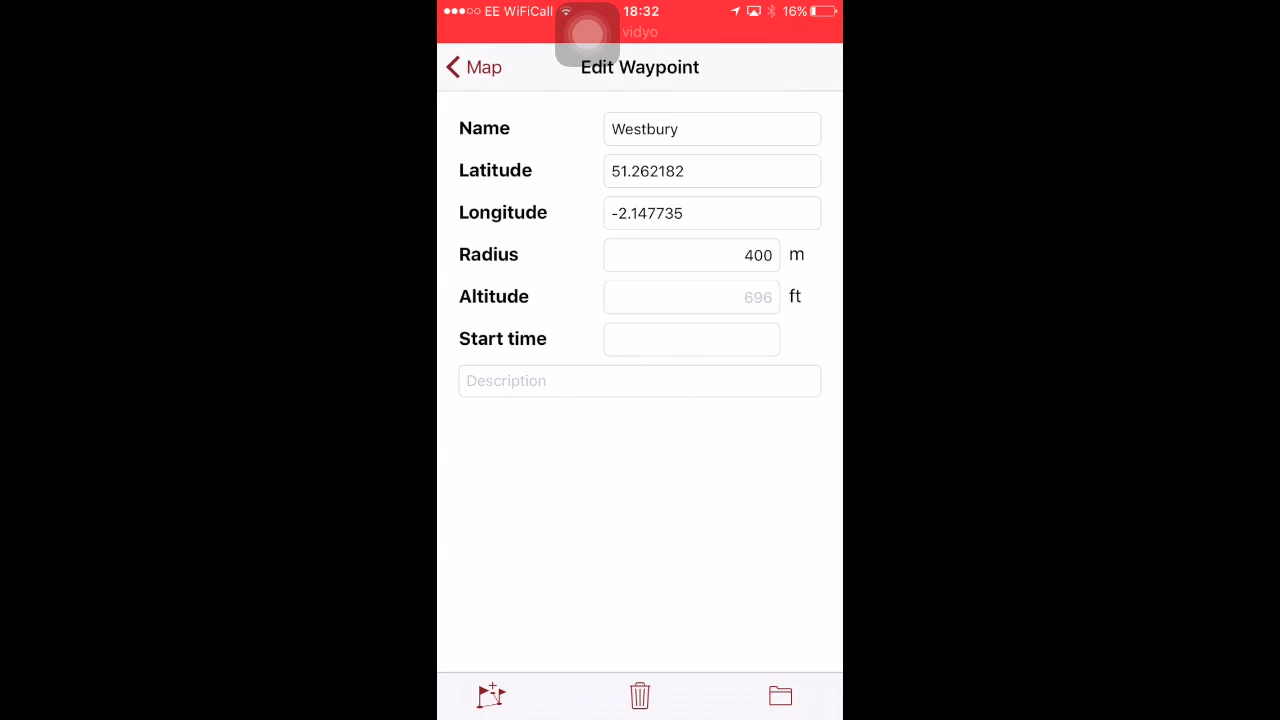 EE WiFiCall 18:32 16%
vidyo
Map Edit Waypoint
Name Westbury
Latitude 51.262182
Longitude -2.147735
Radius 400 m
Altitude 696 ft
Start time
Description